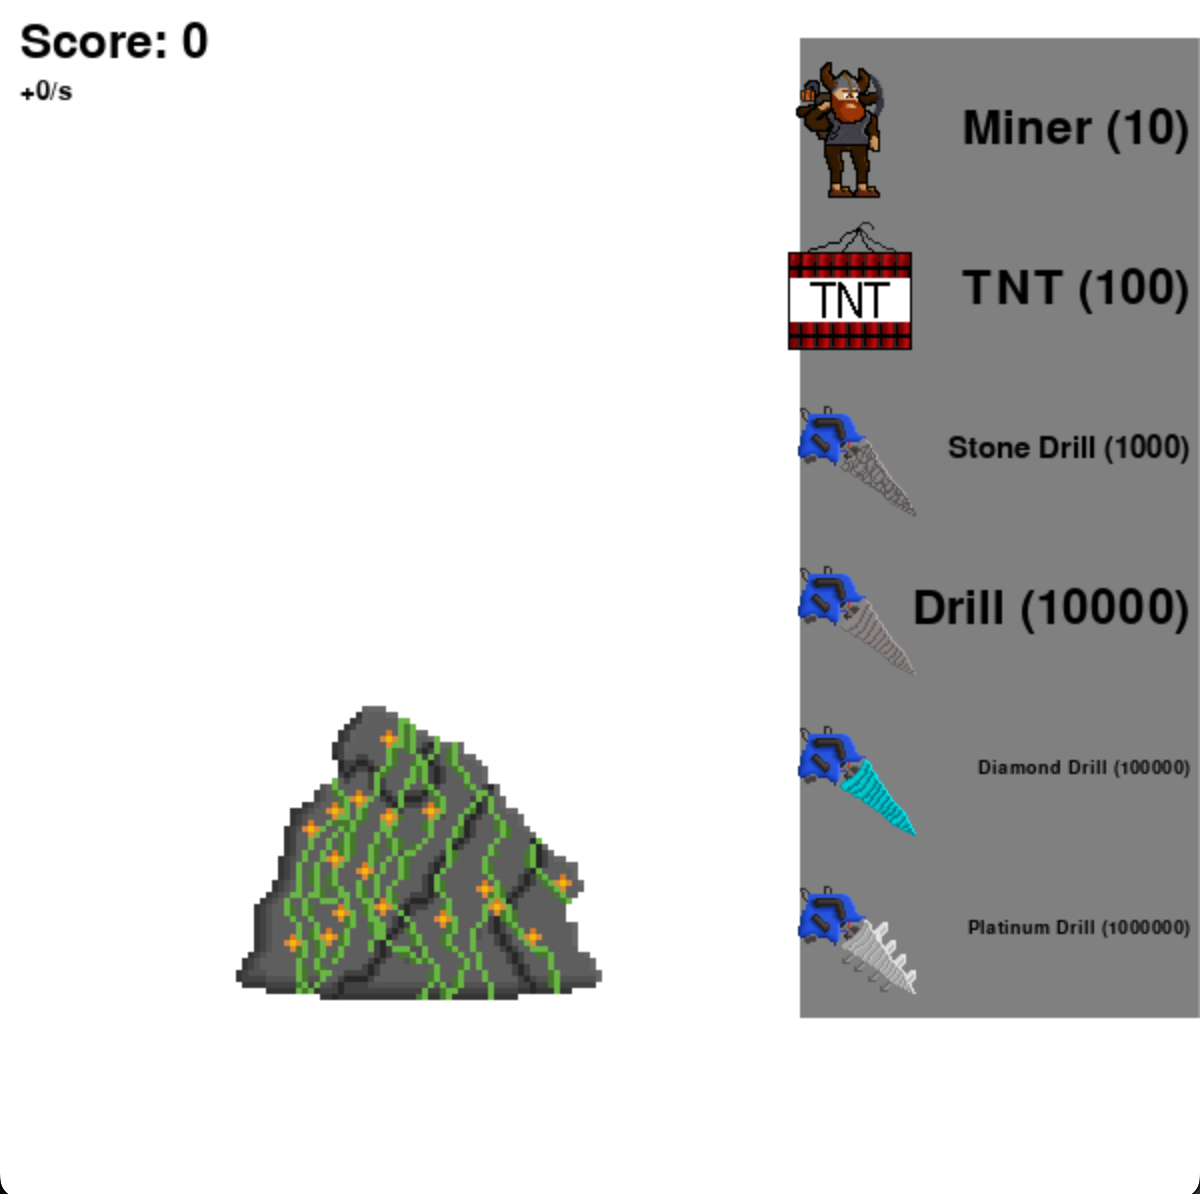 Score: 0
+0/s
Miner (10)
TNT
TNT (100)
Stone Drill (1000)
Drill (10000)
Diamond Drill (100000)
Platinum Drill (1000000)